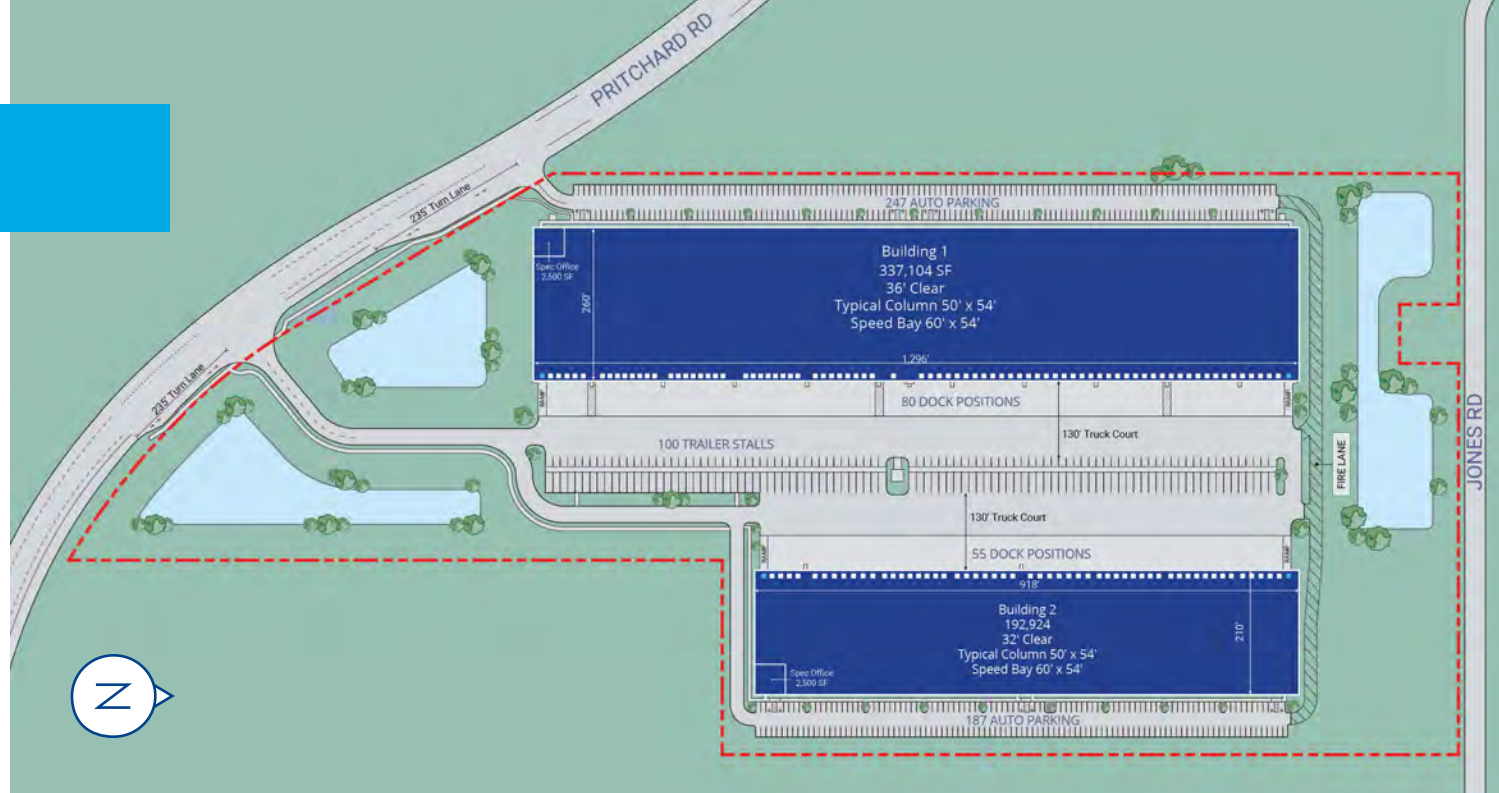 PRITCHARD RD
235' Turn Lane
247 AUTO PARKING
Building 1
337,104 SF
36' Clear
Typical Column 50' x 54'
Speed Bay 60' x 54'
Spec Office
2,500 SF
260'
1,296'
235' Turn Lane
RAMP
80 DOCK POSITIONS
RAMP
130' Truck Court
100 TRAILER STALLS
FIRE LANE
JONES RD
130' Truck Court
55 DOCK POSITIONS
RAMP
RAMP
918'
Building 2
192,924
32' Clear
Typical Column 50' x 54'
Speed Bay 60' x 54'
210'
Spec Office
2,500 SF
187 AUTO PARKING
N